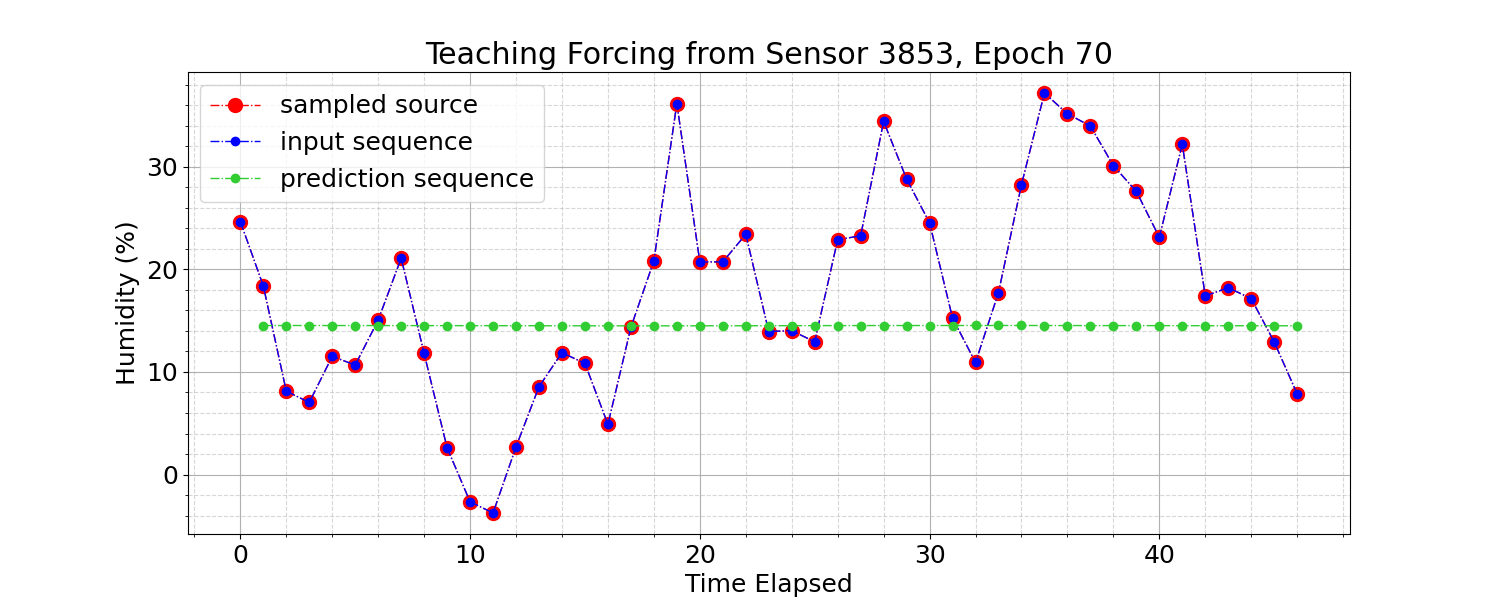 Teaching Forcing from Sensor 3853, Epoch 70
sampled source
input sequence
prediction sequence
Humidity (%)
30
20
10
0
0 10 20 30 40
Time Elapsed